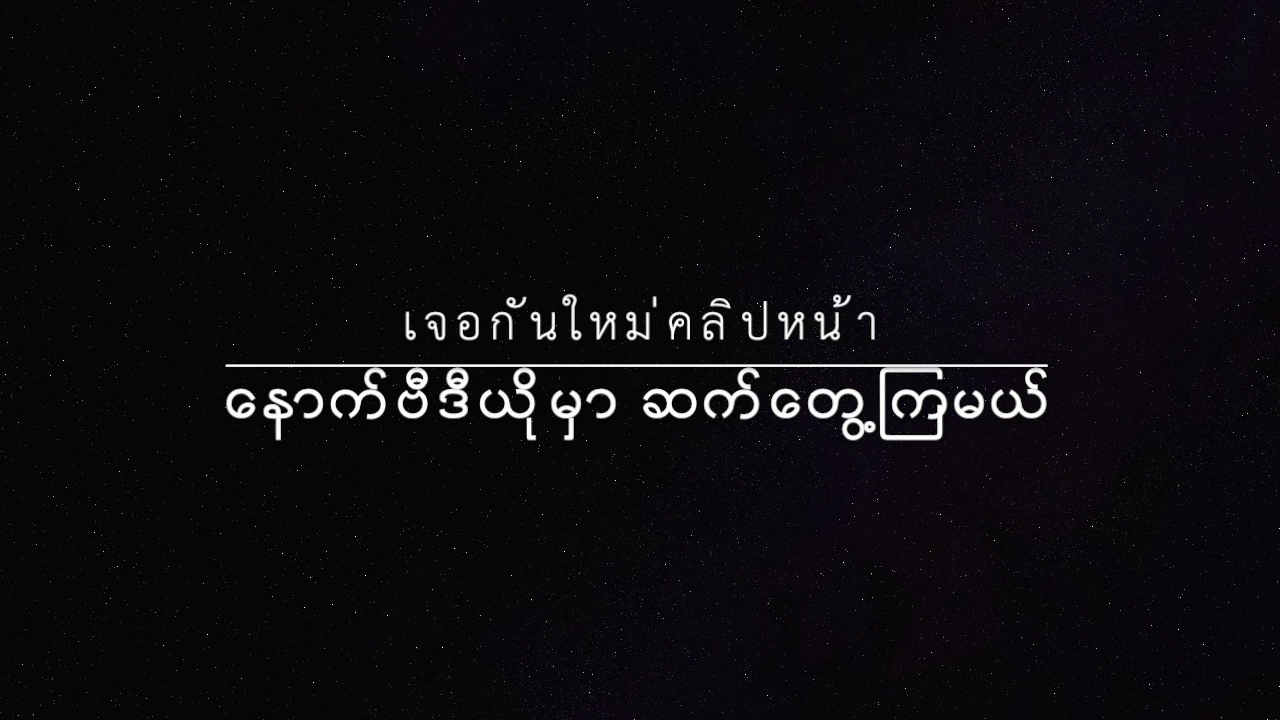 เจอกันใหม่คลิปหน้า
နောက်ဗီဒီယိုမှာ ဆက်တွေ့ကြမယ်